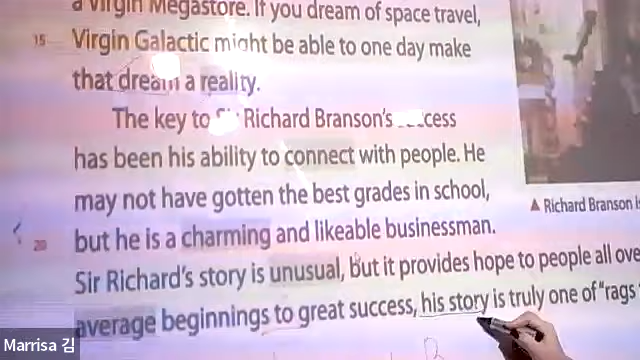 a Virgin Megastore. If you dream of space travel,
15 Virgin Galactic might be able to one day make
that dream a reality.
The key to Sir Richard Branson's success
has been his ability to connect with people. He
may not have gotten the best grades in school,
20 but he is a charming and likeable businessman.
Sir Richard's story is unusual, but it provides hope to people all ove
average beginnings to great success, his story is truly one of "rags
▲ Richard Branson
B
Marrisa 김